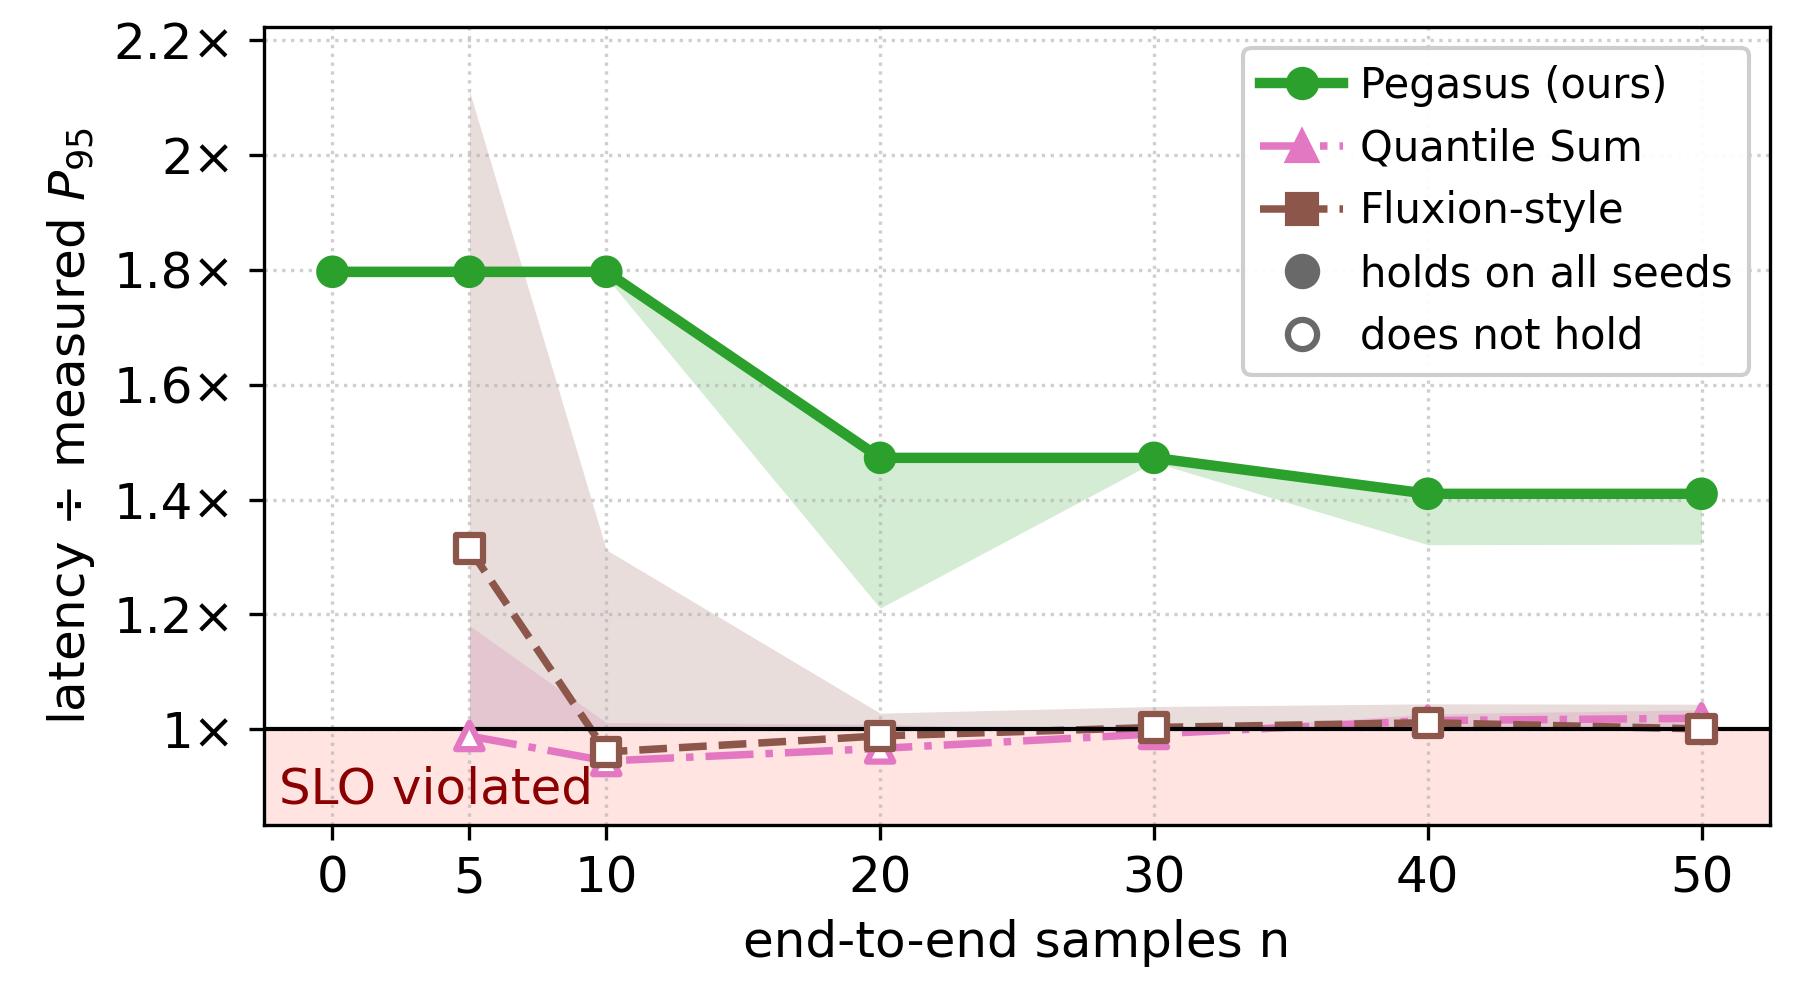 2.2×
2×
1.8×
1.6×
1.4×
1.2×
1×
latency ÷ measured P95
Pegasus (ours)
Quantile Sum
Fluxion-style
holds on all seeds
does not hold
SLO violated
0 5 10 20 30 40 50
end-to-end samples n